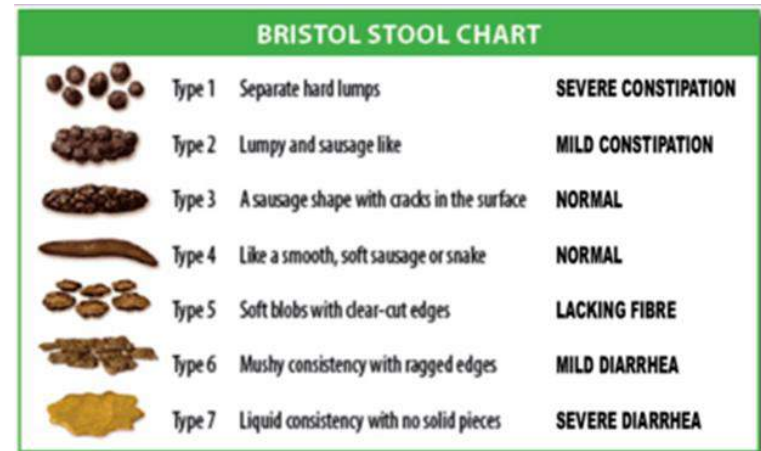 BRISTOL STOOL CHART
Type 1 Separate hard lumps SEVERE CONSTIPATION
Type 2 Lumpy and sausage like MILD CONSTIPATION
Type 3 A sausage shape with cracks in the surface NORMAL
Type 4 Like a smooth, soft sausage or snake NORMAL
Type 5 Soft blobs with clear-cut edges LACKING FIBRE
Type 6 Mushy consistency with ragged edges MILD DIARRHEA
Type 7 Liquid consistency with no solid pieces SEVERE DIARRHEA